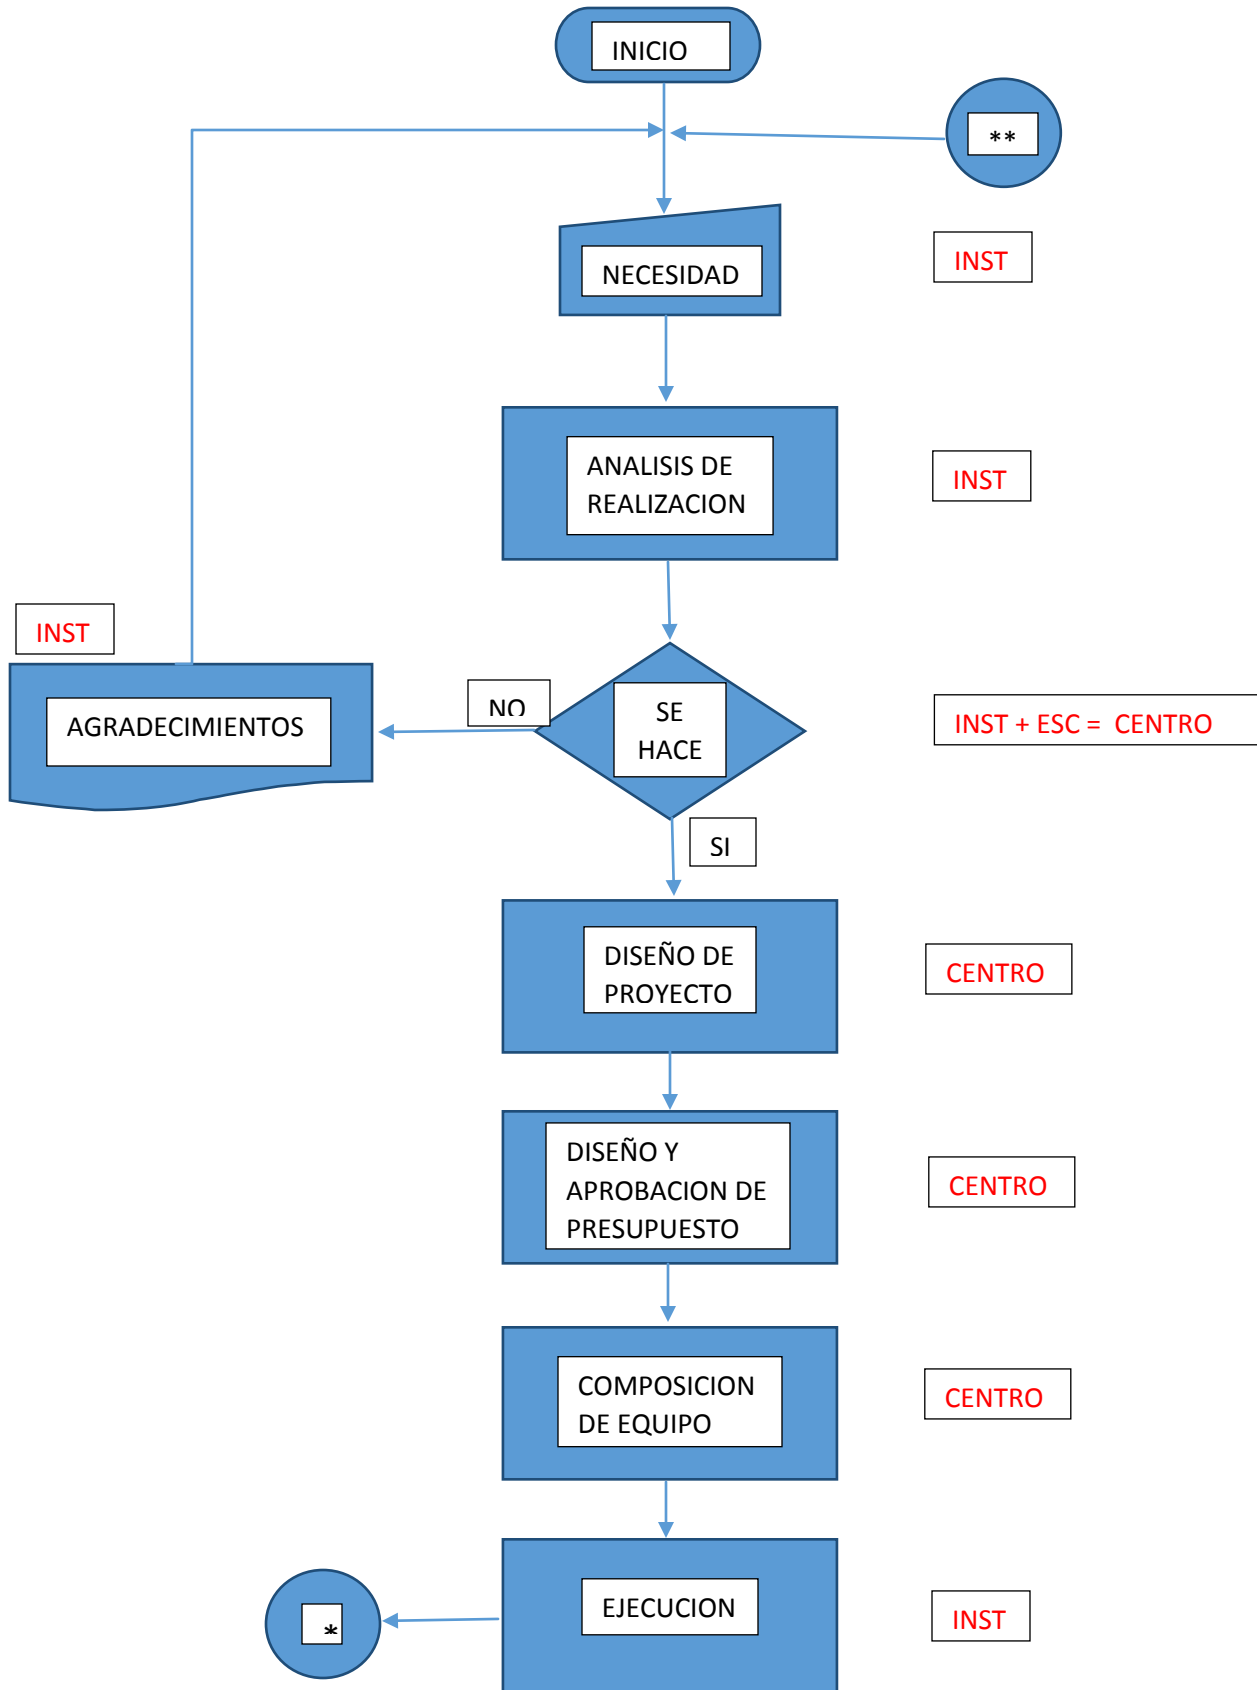 INICIO
**
NECESIDAD
INST
ANALISIS DE
REALIZACION
INST
INST
AGRADECIMIENTOS
NO
SE
HACE
INST + ESC = CENTRO
SI
DISEÑO DE
PROYECTO
CENTRO
DISEÑO Y
APROBACION DE
PRESUPUESTO
CENTRO
COMPOSICION
DE EQUIPO
CENTRO
EJECUCION
INST
*